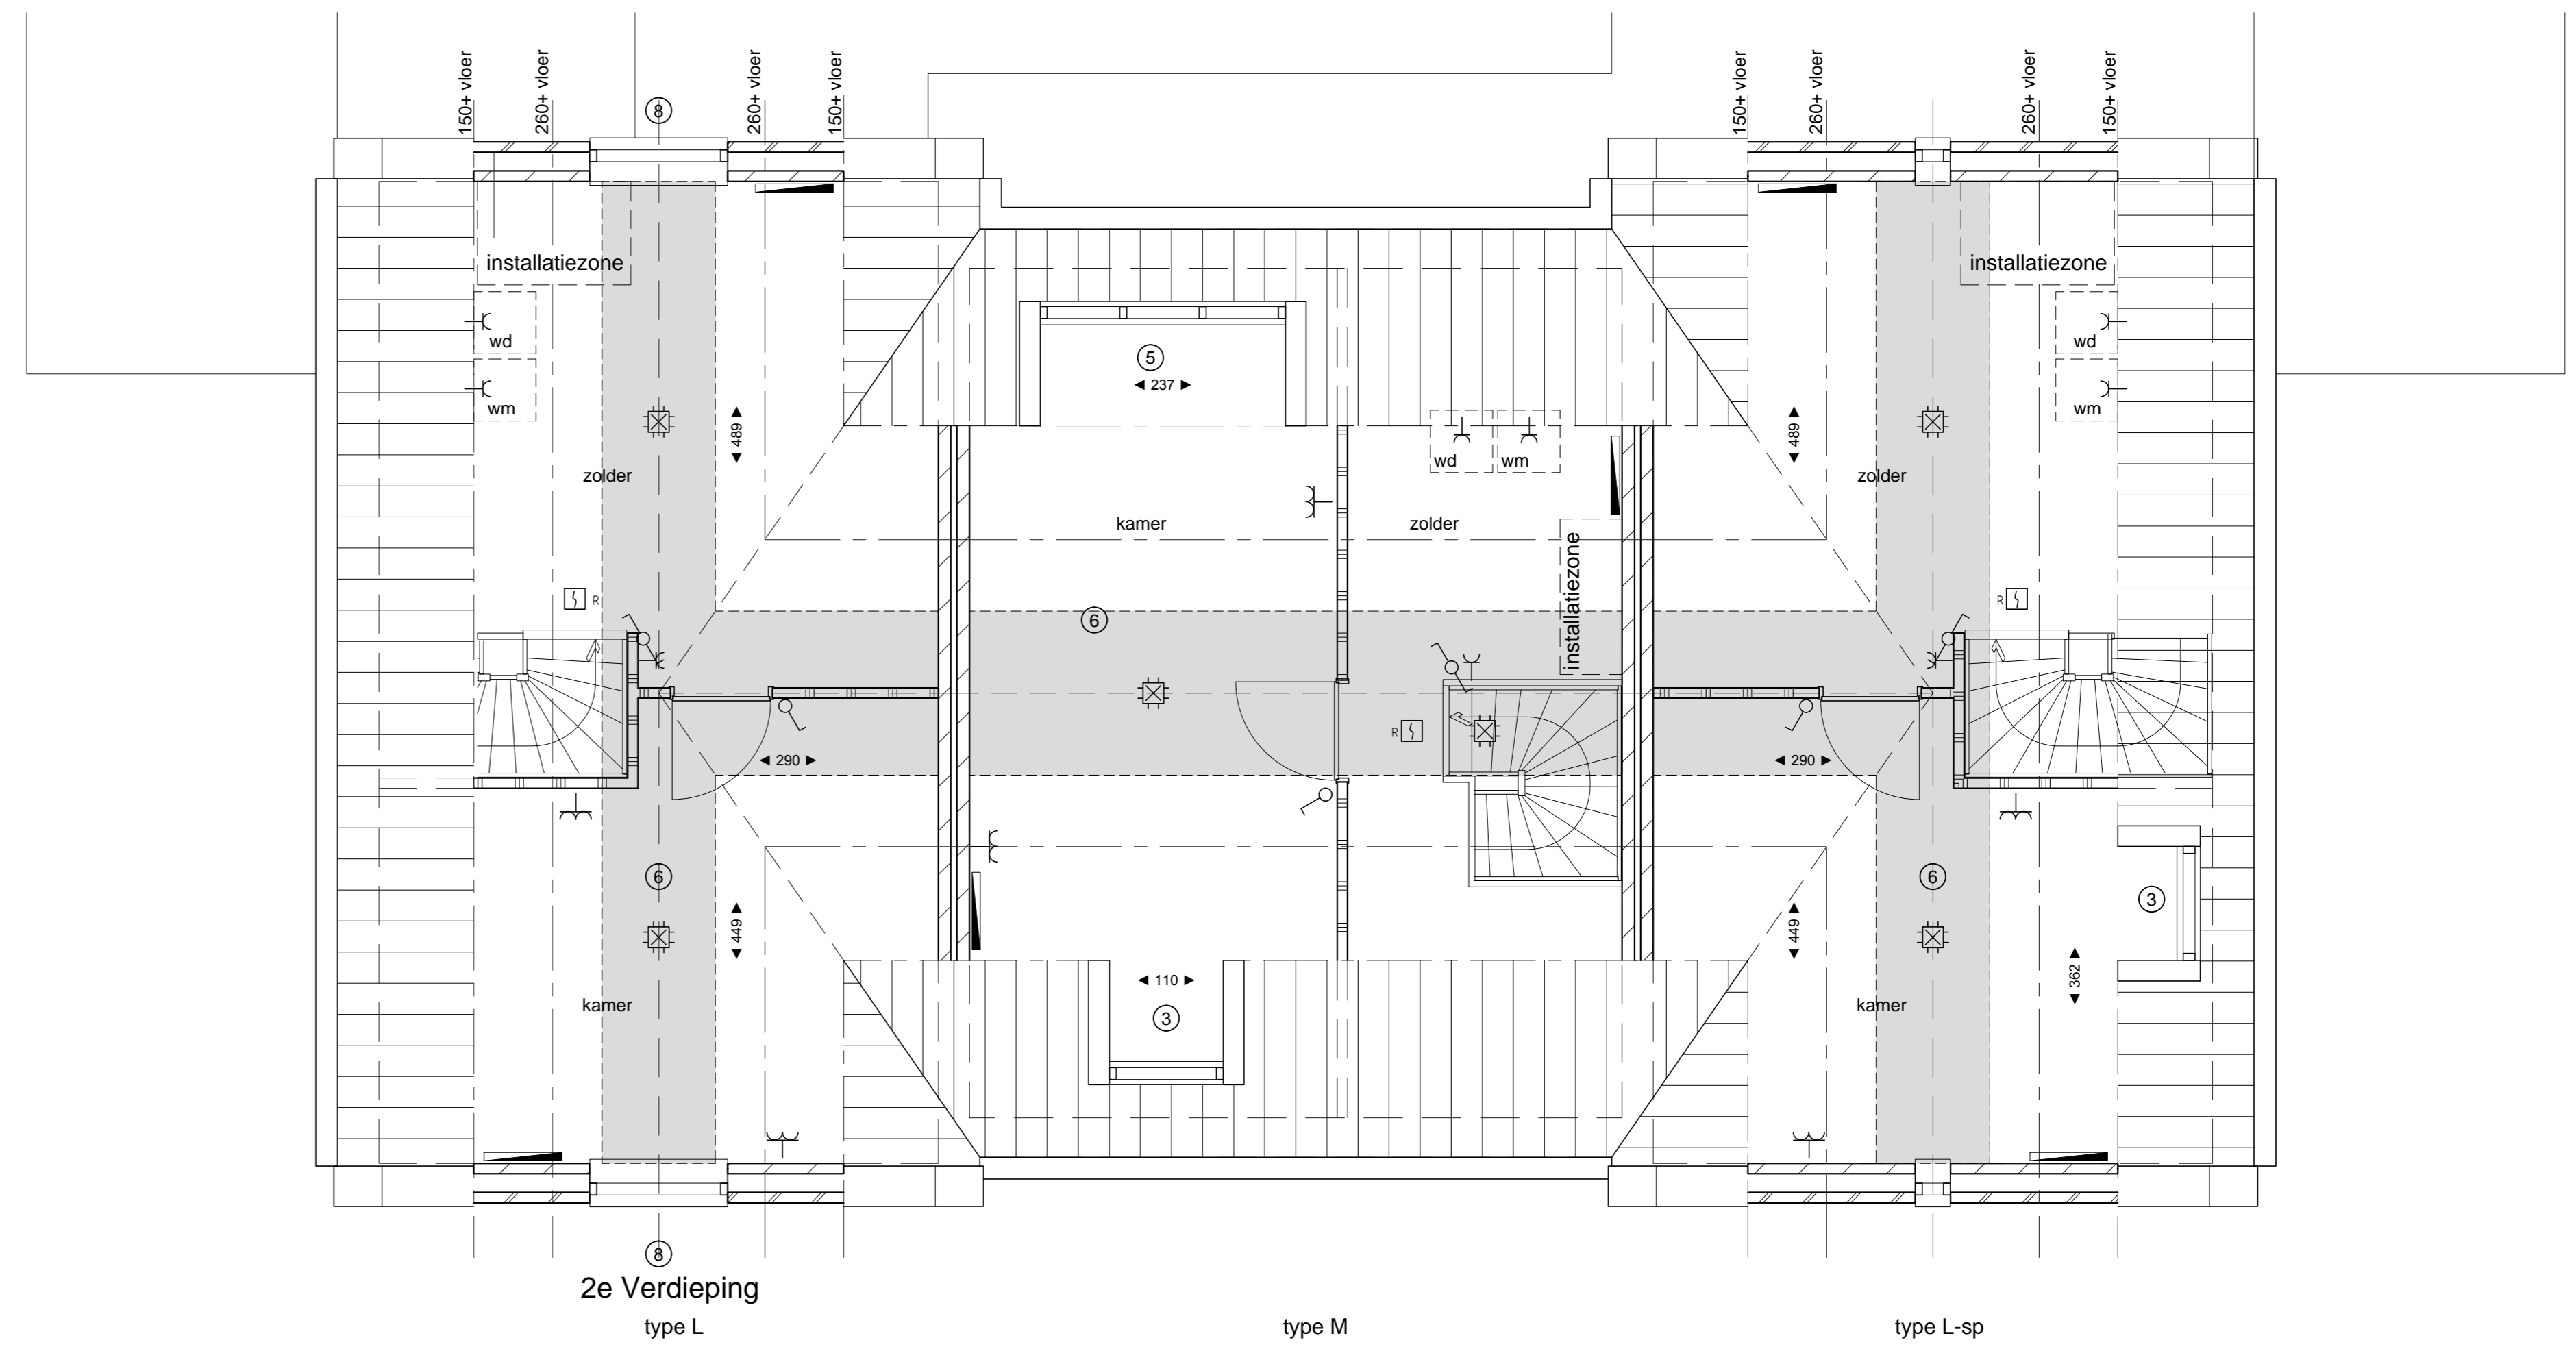 150+ vloer
260+ vloer
8
260+ vloer
150+ vloer
150+ vloer
260+ vloer
260+ vloer
150+ vloer
installatiezone
installatiezone
wd
wd
5
◄ 237 ►
wm
wm
◄ 489 ►
◄ 489 ►
wd
wm
zolder
zolder
kamer
zolder
installatiezone
R
R
6
R
◄ 290 ►
◄ 290 ►
6
6
3
◄ 449 ►
◄ 449 ►
◄ 362 ►
◄ 110 ►
kamer
3
kamer
8
2e Verdieping
type L
type M
type L-sp